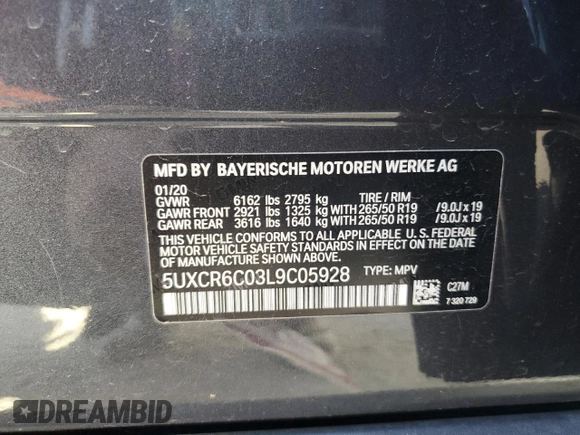 MFD BY BAYERISCHE MOTOREN WERKE AG
01/20
GVWR 6162 lbs 2795 kg TIRE / RIM
GAWR FRONT 2921 lbs 1325 kg WITH 265/50 R19 /9.0J x 19
GAWR REAR 3616 lbs 1640 kg WITH 265/50 R19 /9.0J x 19
THIS VEHICLE CONFORMS TO ALL APPLICABLE U. S. FEDERAL
MOTOR VEHICLE SAFETY STANDARDS IN EFFECT ON THE DATE OF
MANUFACTURE SHOWN ABOVE.
5UXCR6C03L9C05928 TYPE: MPV
C27M
7 320 729
DREAMBID